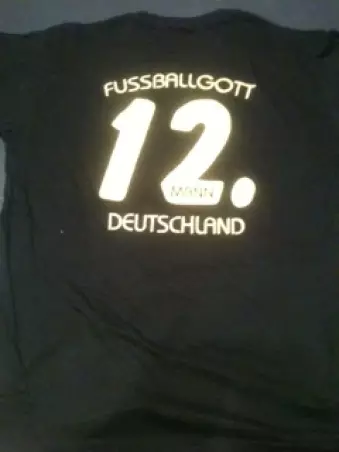 FUSSBALLGOTT
12.
MANN
DEUTSCHLAND